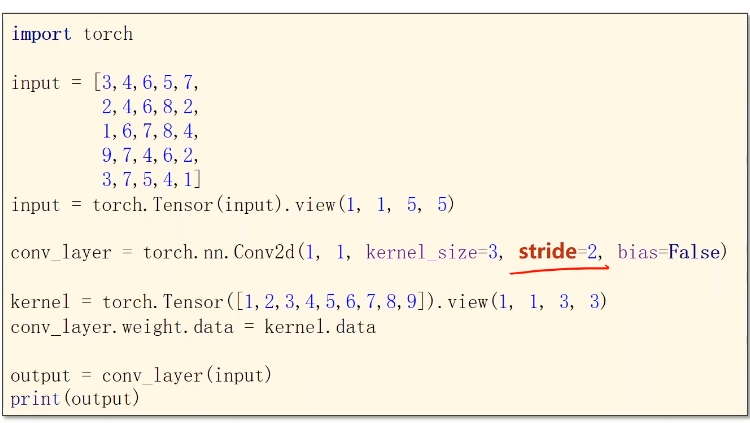 import torch
input = [3,4,6,5,7,
2,4,6,8,2,
1,6,7,8,4,
9,7,4,6,2,
3,7,5,4,1]
input = torch.Tensor(input).view(1, 1, 5, 5)
conv_layer = torch.nn.Conv2d(1, 1, kernel_size=3, stride=2, bias=False)
kernel = torch.Tensor([1,2,3,4,5,6,7,8,9]).view(1, 1, 3, 3)
conv_layer.weight.data = kernel.data
output = conv_layer(input)
print(output)